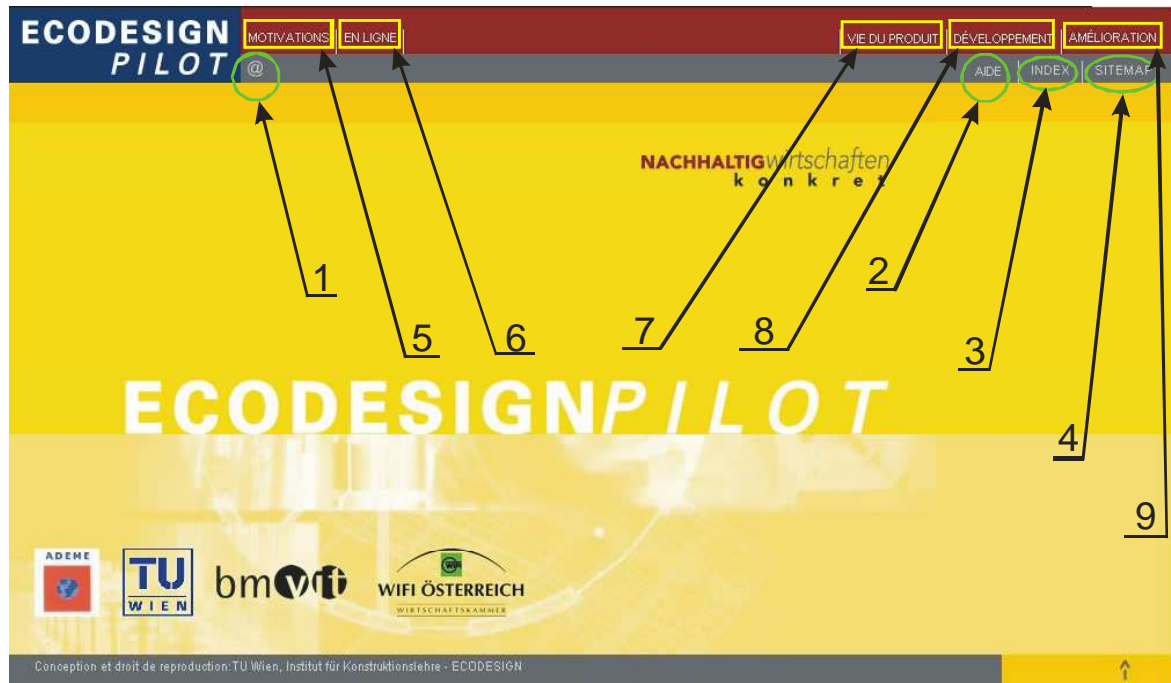 ECODESIGN
PILOT
MOTIVATIONS EN LIGNE VIE DU PRODUIT DÉVELOPPEMENT AMÉLIORATION
@ AIDE INDEX SITEMAP
NACHHALTIGwirtschaften
konkret
1
2
5
6
7
8
3
4
9
ECODESIGNPILOT
ADEME
TU
WIEN
bmvit
WIFI
WIFI ÖSTERREICH
WIRTSCHAFTSKAMMER
Conception et droit de reproduction:TU Wien, Institut für Konstruktionslehre - ECODESIGN